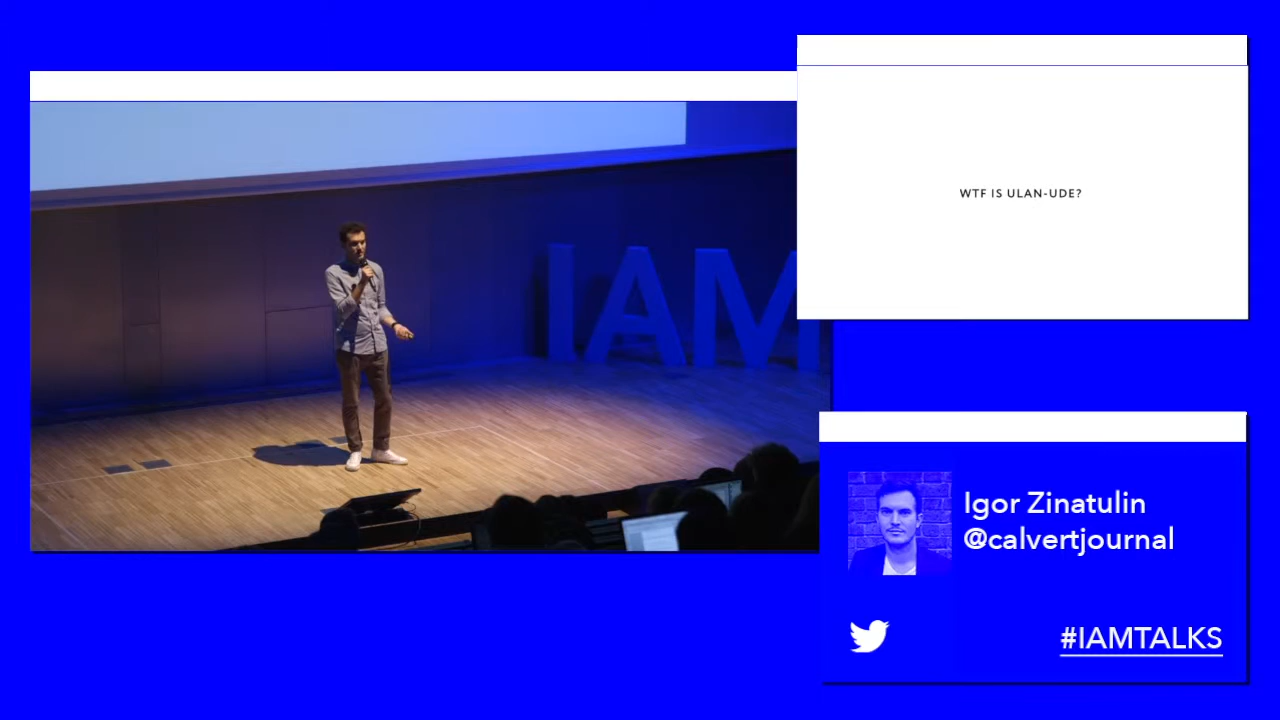 WTF IS ULAN-UDE?
IAM
Igor Zinatulin
@calvertjournal
#IAMTALKS